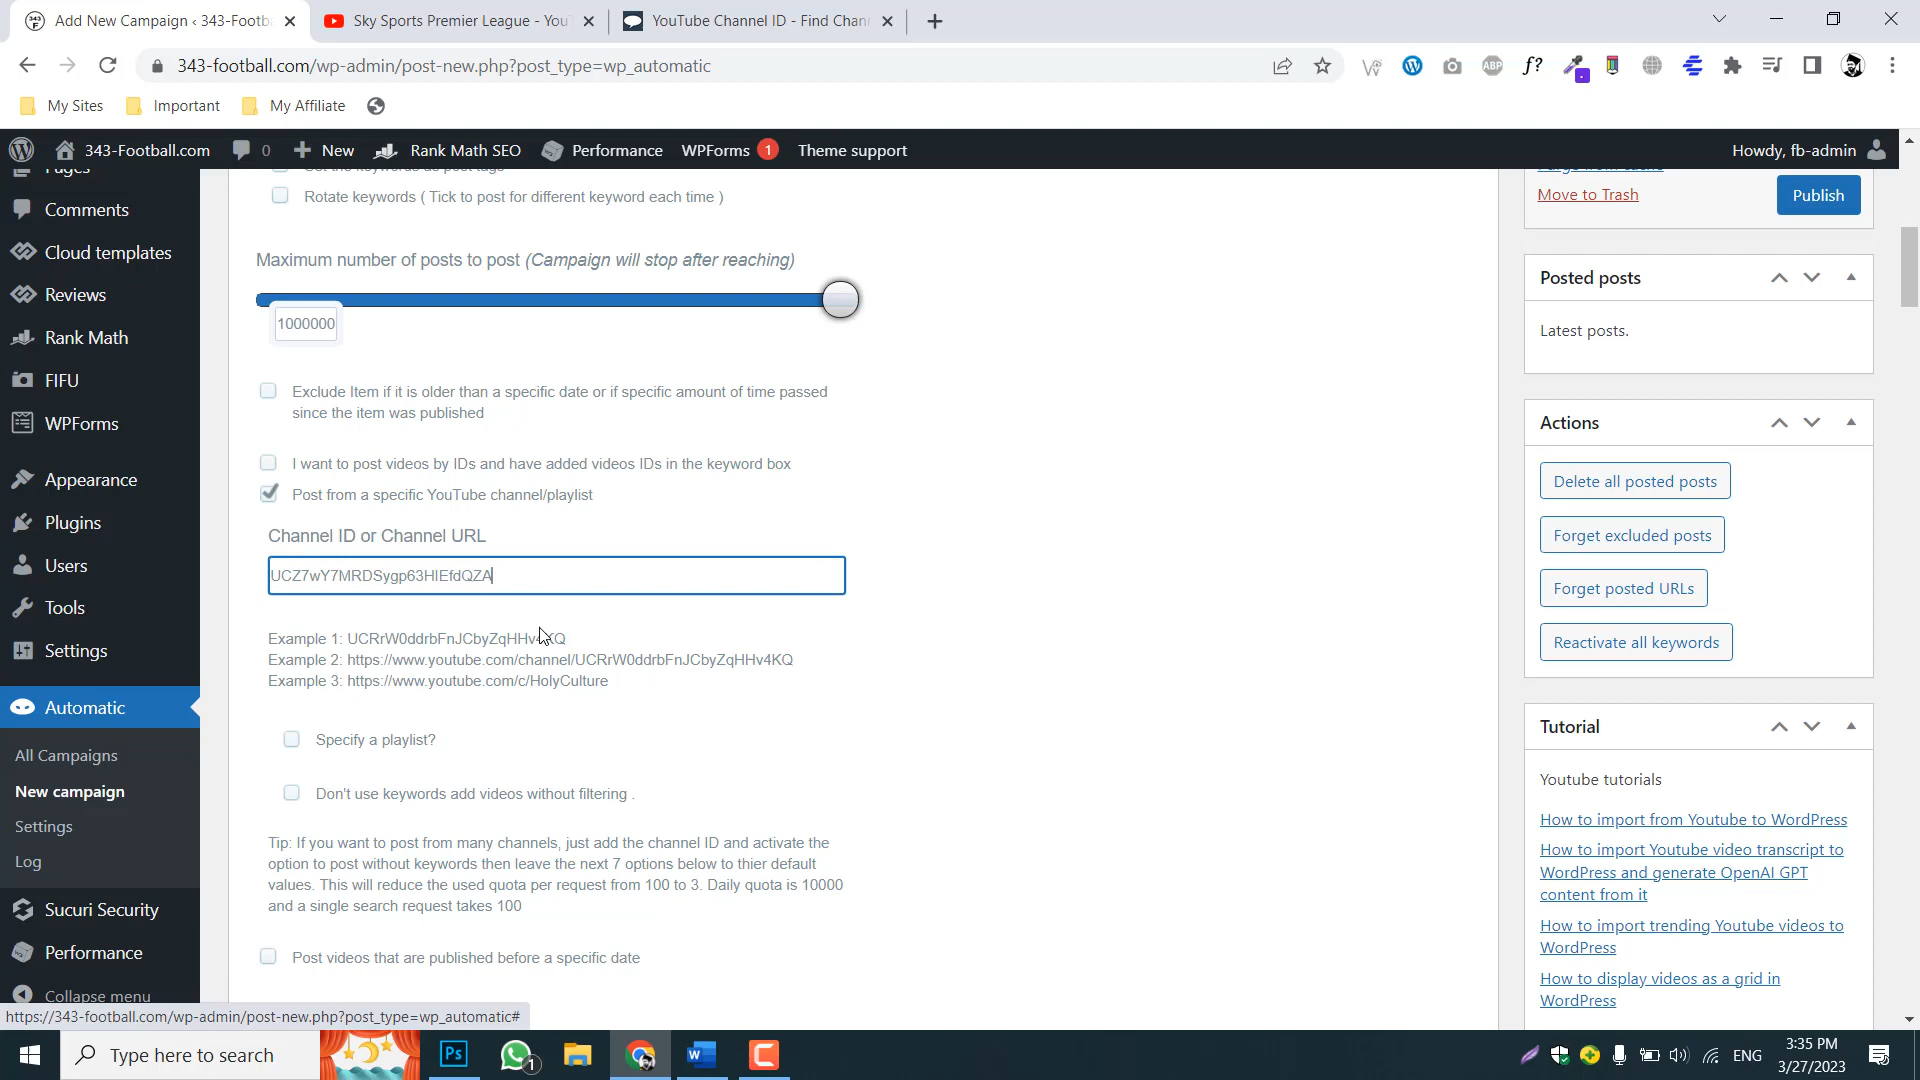 Add New Campaign ‹ 343-Footb
Sky Sports Premier League - You
YouTube Channel ID - Find Chan
343-football.com/wp-admin/post-new.php?post_type=wp_automatic
ABP
f?
My Sites
Important
My Affiliate
343-Football.com
0
New
Rank Math SEO
Performance
WPForms 1
Theme support
Howdy, fb-admin
Pages
Comments
Cloud templates
Reviews
Rank Math
FIFU
WPForms
Appearance
Plugins
Users
Tools
Settings
Automatic
All Campaigns
New campaign
Settings
Log
Sucuri Security
Performance
Collapse menu
Rotate keywords ( Tick to post for different keyword each time )
Maximum number of posts to post (Campaign will stop after reaching)
1000000
Exclude Item if it is older than a specific date or if specific amount of time passed
since the item was published
I want to post videos by IDs and have added videos IDs in the keyword box
Post from a specific YouTube channel/playlist
Channel ID or Channel URL
UCZ7wY7MRDSygp63HIEfdQZA
Example 1: UCRrW0ddrbFnJCbyZqHHv4KQ
Example 2: https://www.youtube.com/channel/UCRrW0ddrbFnJCbyZqHHv4KQ
Example 3: https://www.youtube.com/c/HolyCulture
Specify a playlist?
Don't use keywords add videos without filtering .
Tip: If you want to post from many channels, just add the channel ID and activate the
option to post without keywords then leave the next 7 options below to thier default
values. This will reduce the used quota per request from 100 to 3. Daily quota is 10000
and a single search request takes 100
Post videos that are published before a specific date
Move to Trash
Publish
Posted posts
Latest posts.
Actions
Delete all posted posts
Forget excluded posts
Forget posted URLs
Reactivate all keywords
Tutorial
Youtube tutorials
How to import from Youtube to WordPress
How to import Youtube video transcript to
WordPress and generate OpenAI GPT
content from it
How to import trending Youtube videos to
WordPress
How to display videos as a grid in
WordPress
https://343-football.com/wp-admin/post-new.php?post_type=wp_automatic#
Type here to search
Ps
1
W
ENG
3:35 PM
3/27/2023